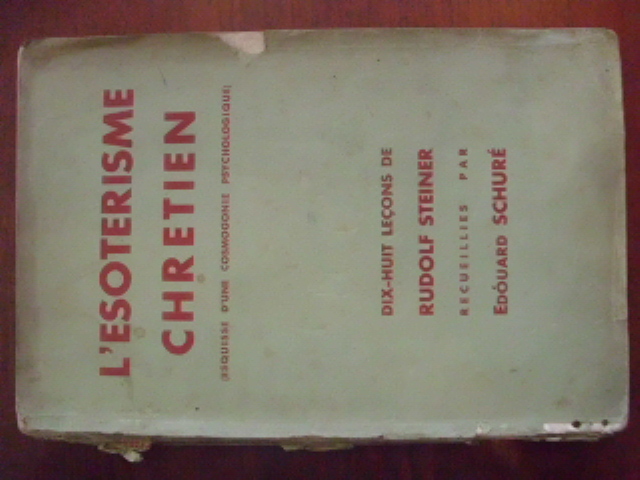 L'ESOTERISME
CHRETIEN
(ESQUISSE D'UNE COSMOGONIE PSYCHOLOGIQUE)
DIX-HUIT LEÇONS DE
RUDOLF STEINER
RECUEILLIES PAR
EDOUARD SCHURÉ